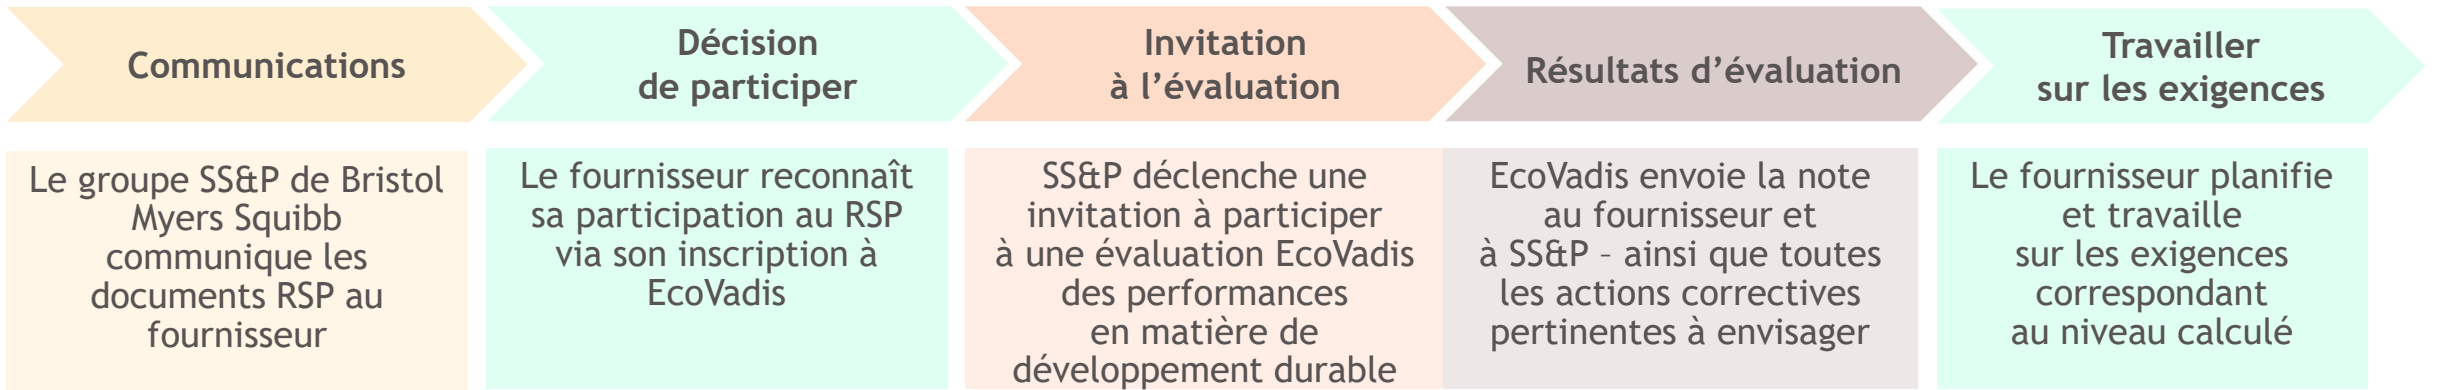 Communications
Le groupe SS&P de Bristol
Myers Squibb
communique les
documents RSP au
fournisseur
Décision
de participer
Le fournisseur reconnaît
sa participation au RSP
via son inscription à
EcoVadis
Invitation
à l’évaluation
SS&P déclenche une
invitation à participer
à une évaluation EcoVadis
des performances
en matière de
développement durable
Résultats d’évaluation
EcoVadis envoie la note
au fournisseur et
à SS&P – ainsi que toutes
les actions correctives
pertinentes à envisager
Travailler
sur les exigences
Le fournisseur planifie
et travaille
sur les exigences
correspondant
au niveau calculé